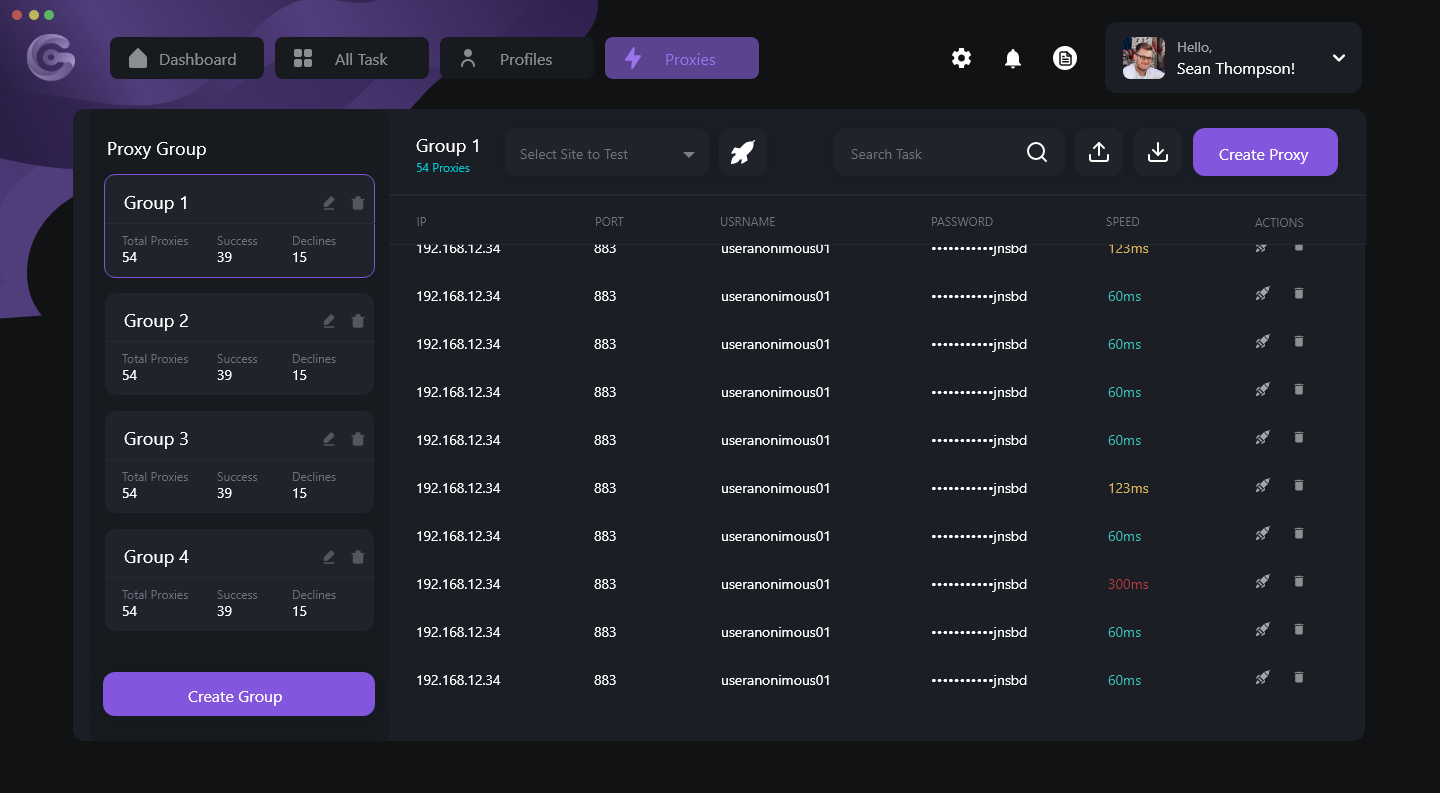 Dashboard
All Task
Profiles
Proxies
Hello,
Sean Thompson!
Proxy Group
Group 1
Total Proxies Success Declines
54 39 15
Group 2
Total Proxies Success Declines
54 39 15
Group 3
Total Proxies Success Declines
54 39 15
Group 4
Total Proxies Success Declines
54 39 15
Create Group
Group 1
54 Proxies
Select Site to Test
Search Task
Create Proxy
IP PORT USRNAME PASSWORD SPEED ACTIONS
192.168.12.34 883 useranonimous01 •••••••••••jnsbd 123ms
192.168.12.34 883 useranonimous01 •••••••••••jnsbd 60ms
192.168.12.34 883 useranonimous01 •••••••••••jnsbd 60ms
192.168.12.34 883 useranonimous01 •••••••••••jnsbd 60ms
192.168.12.34 883 useranonimous01 •••••••••••jnsbd 60ms
192.168.12.34 883 useranonimous01 •••••••••••jnsbd 123ms
192.168.12.34 883 useranonimous01 •••••••••••jnsbd 60ms
192.168.12.34 883 useranonimous01 •••••••••••jnsbd 300ms
192.168.12.34 883 useranonimous01 •••••••••••jnsbd 60ms
192.168.12.34 883 useranonimous01 •••••••••••jnsbd 60ms